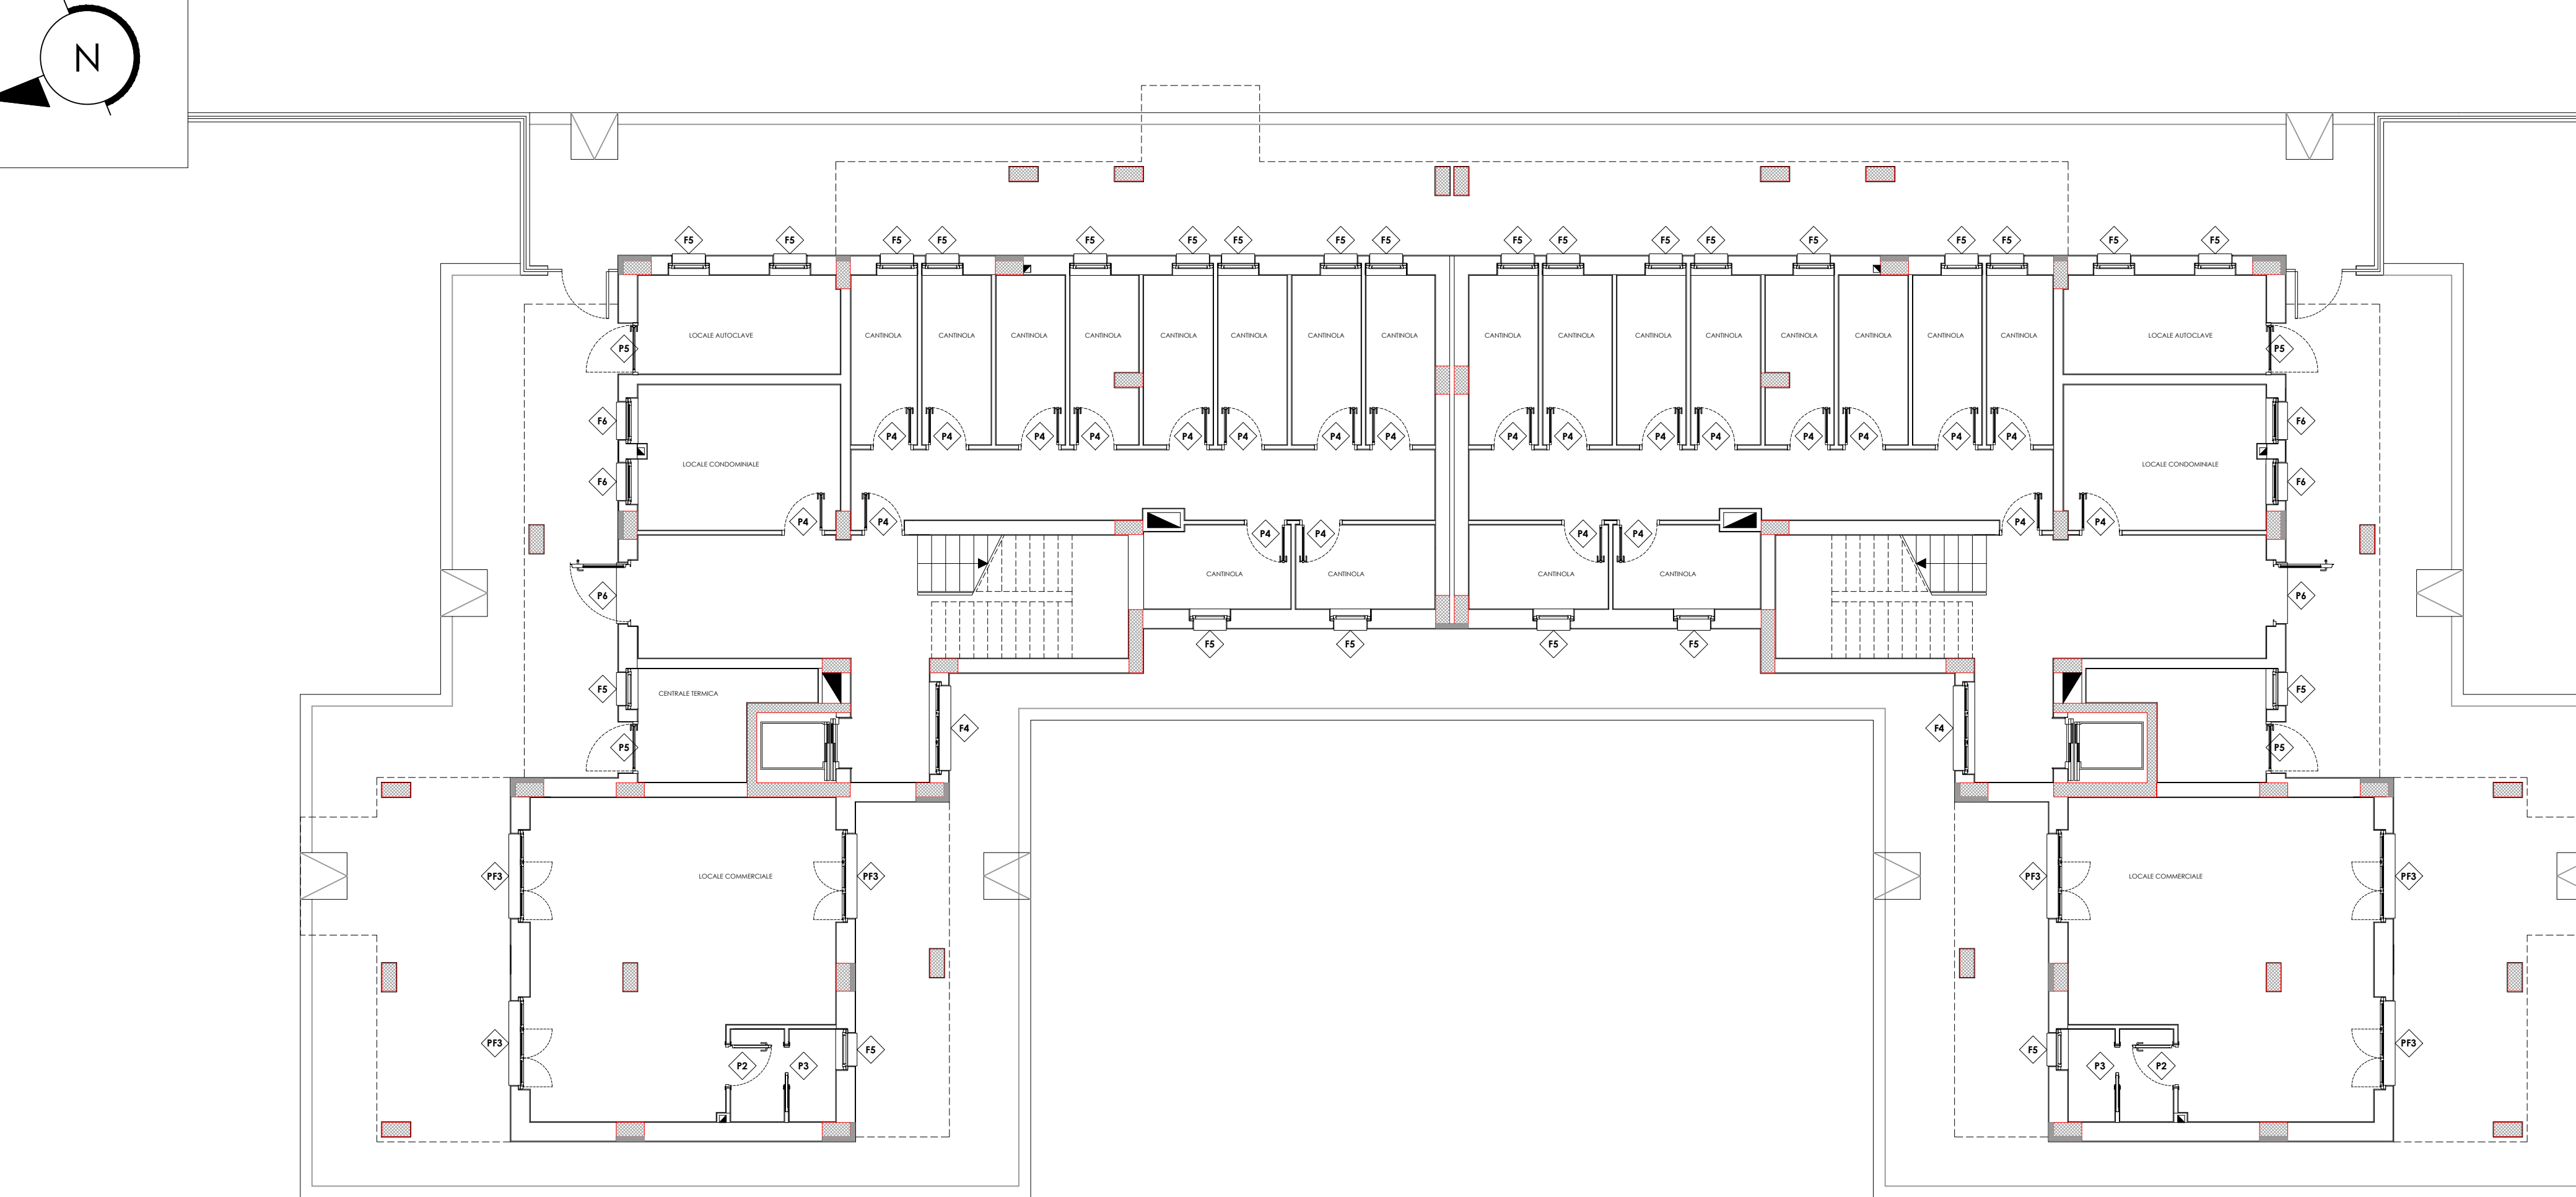 N
F5 F5 F5 F5 F5 F5 F5 F5 F5 F5 F5 F5 F5 F5 F5 F5 F5 F5
LOCALE AUTOCLAVE CANTINOLA CANTINOLA CANTINOLA CANTINOLA CANTINOLA CANTINOLA CANTINOLA CANTINOLA CANTINOLA CANTINOLA CANTINOLA CANTINOLA CANTINOLA CANTINOLA CANTINOLA CANTINOLA LOCALE AUTOCLAVE
P5 P5
F6 F6
P4 P4 P4 P4 P4 P4 P4 P4 P4 P4 P4 P4 P4 P4 P4 P4
LOCALE CONDOMINIALE LOCALE CONDOMINIALE
F6 F6
P4 P4 P4 P4
P4 P4 P4 P4
CANTINOLA CANTINOLA CANTINOLA CANTINOLA
P6 P6
F5 F5 F5 F5
F5 CENTRALE TERMICA F5
F4 F4
P5 P5
PF3 LOCALE COMMERCIALE PF3 PF3 LOCALE COMMERCIALE PF3
PF3 F5 F5 PF3
P2 P3 P3 P2